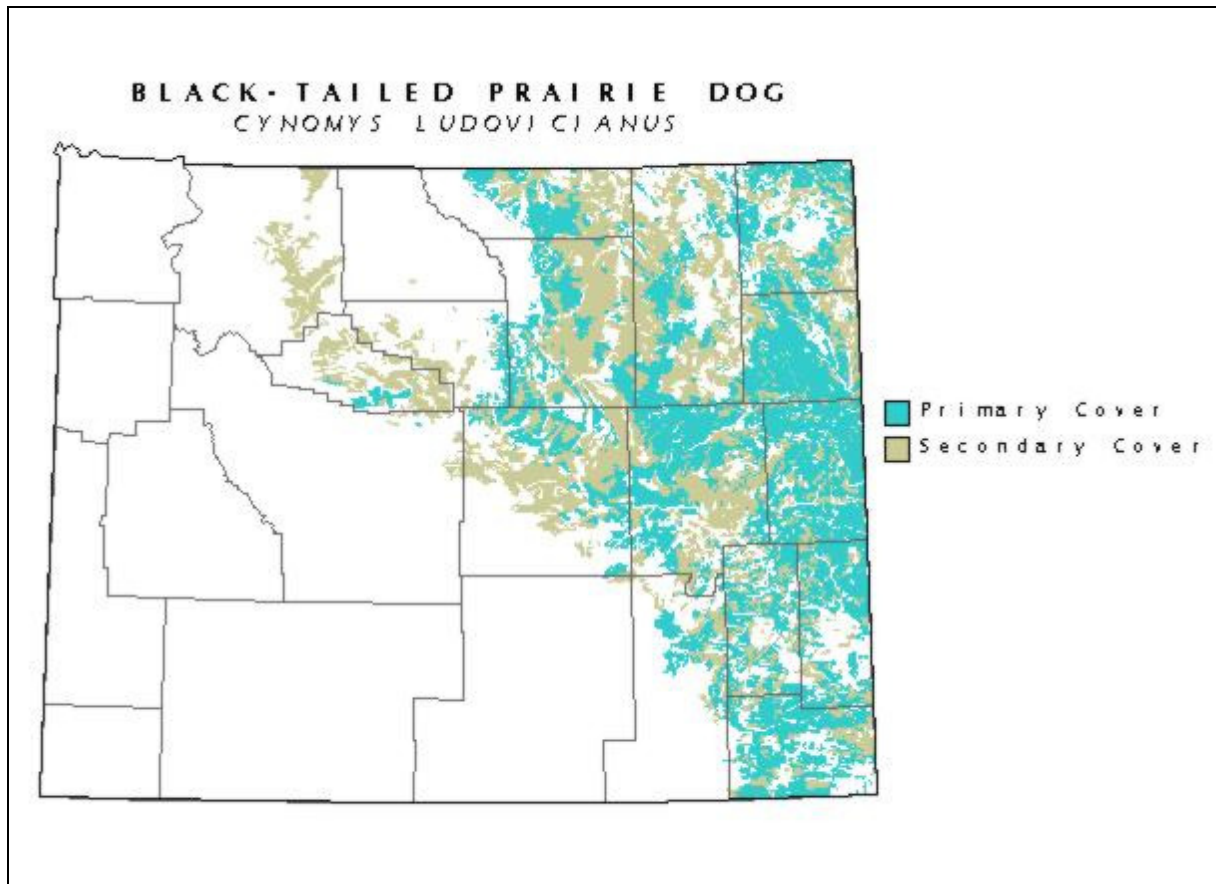 BLACK-TAILED PRAIRIE DOG
CYNOMYS LUDOVICIANUS
Primary Cover
Secondary Cover